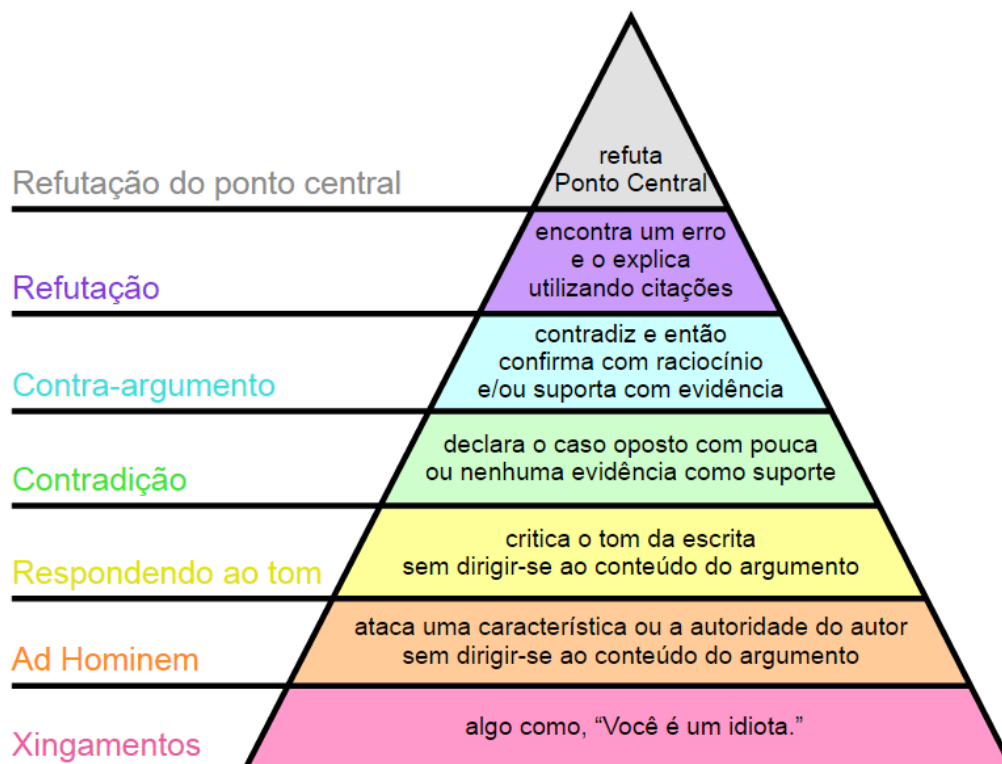 refuta
Refutação do ponto central
Ponto Central
encontra um erro
e o explica
Refutação
utilizando citações
contradiz e então
confirma com raciocínio
Contra-argumento
e/ou suporta com evidência
declara o caso oposto com pouca
Contradição
ou nenhuma evidência como suporte
critica o tom da escrita
Respondendo ao tom
sem dirigir-se ao conteúdo do argumento
ataca uma característica ou a autoridade do autor
Ad Hominem
sem dirigir-se ao conteúdo do argumento
Xingamentos
algo como, “Você é um idiota.”